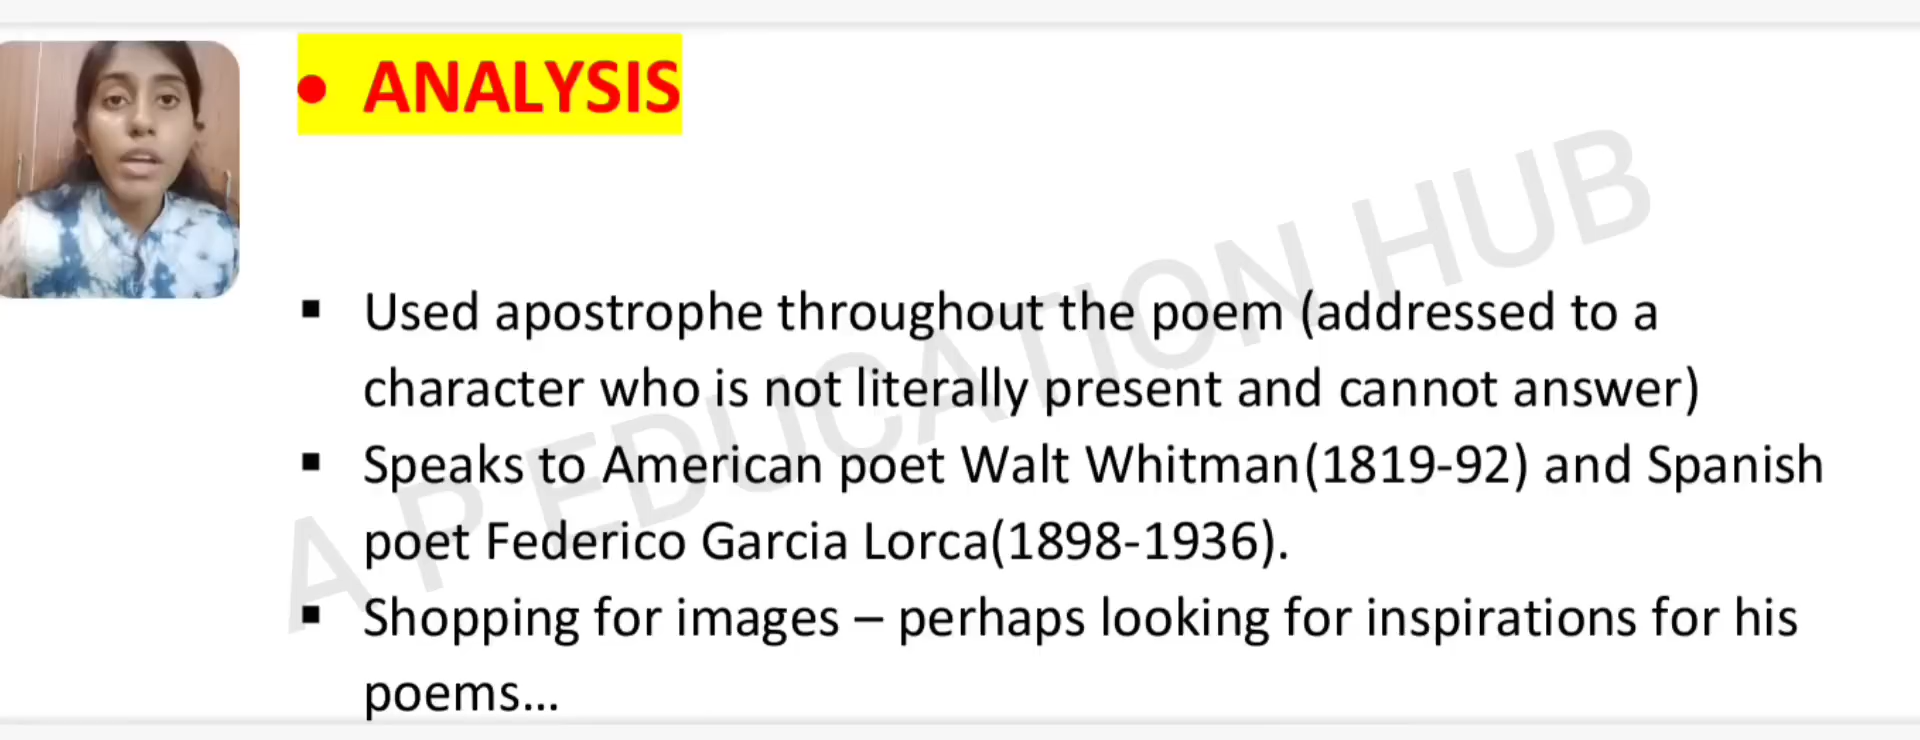 • ANALYSIS
▪ Used apostrophe throughout the poem (addressed to a
character who is not literally present and cannot answer)
▪ Speaks to American poet Walt Whitman(1819-92) and Spanish
poet Federico Garcia Lorca(1898-1936).
▪ Shopping for images – perhaps looking for inspirations for his
poems...
A P EDUCATION HUB